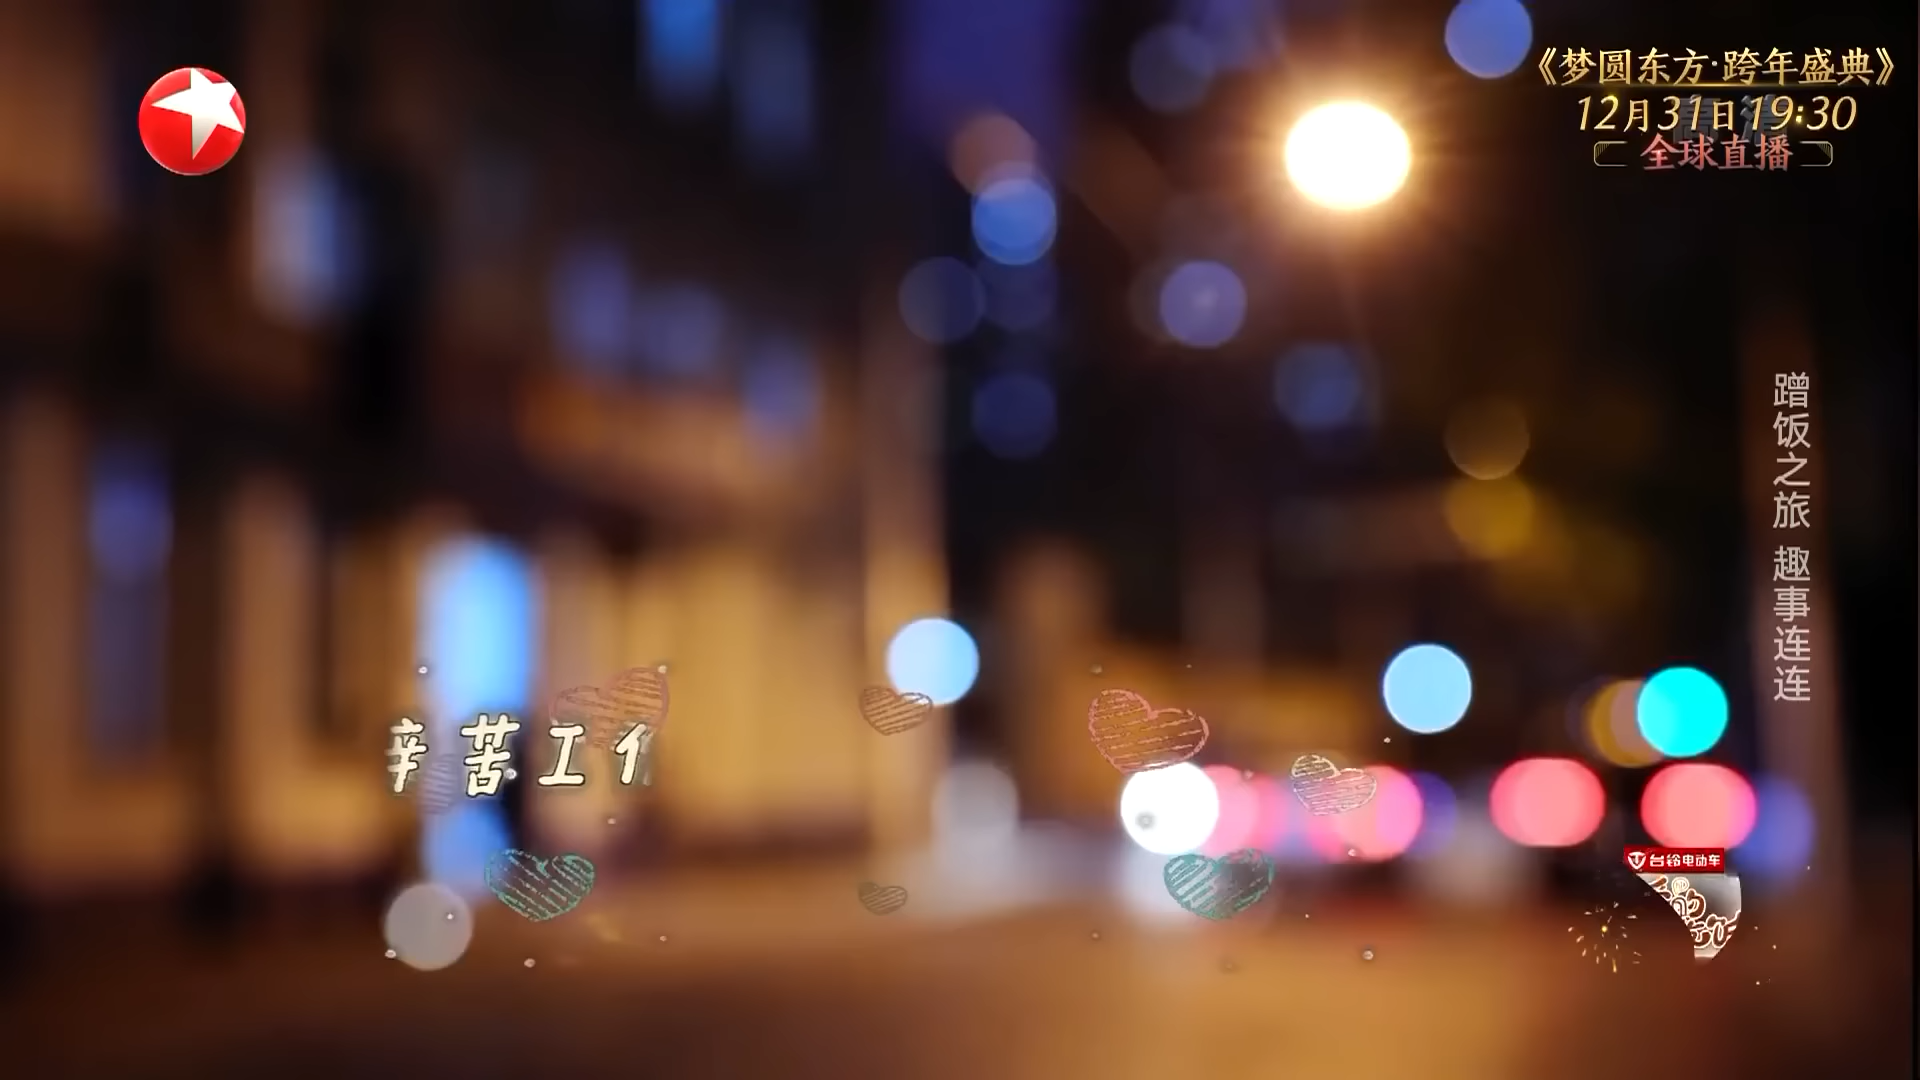 《梦圆东方·跨年盛典》
12月31日19:30
全球直播
蹭饭之旅 趣事连连
辛苦工
台铃电动车